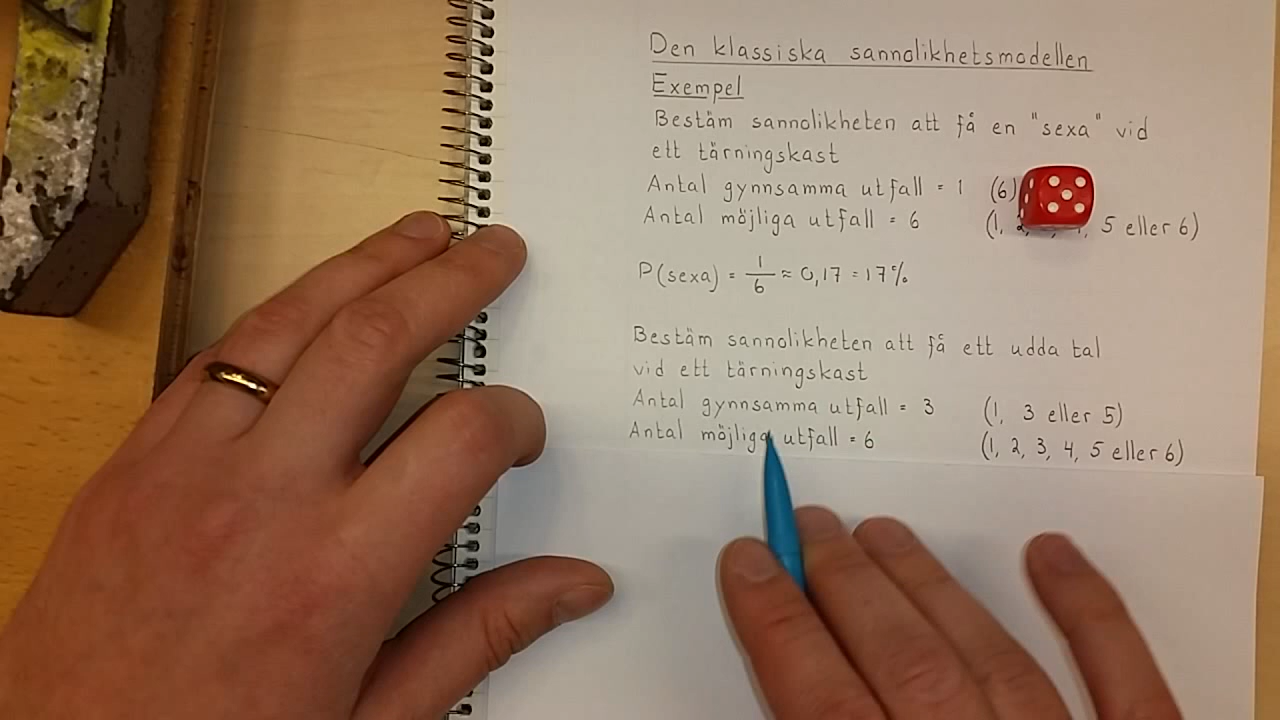 Den klassiska sannolikhetsmodellen
Exempel
Bestäm sannolikheten att få en "sexa" vid
ett tärningskast
Antal gynnsamma utfall = 1 (6)
Antal möjliga utfall = 6 (1, 5 eller 6)
P(sexa) = 1/6 ≈ 0,17 = 17%
Bestäm sannolikheten att få ett udda tal
vid ett tärningskast
Antal gynnsamma utfall = 3 (1, 3 eller 5)
Antal möjliga utfall = 6 (1, 2, 3, 4, 5 eller 6)